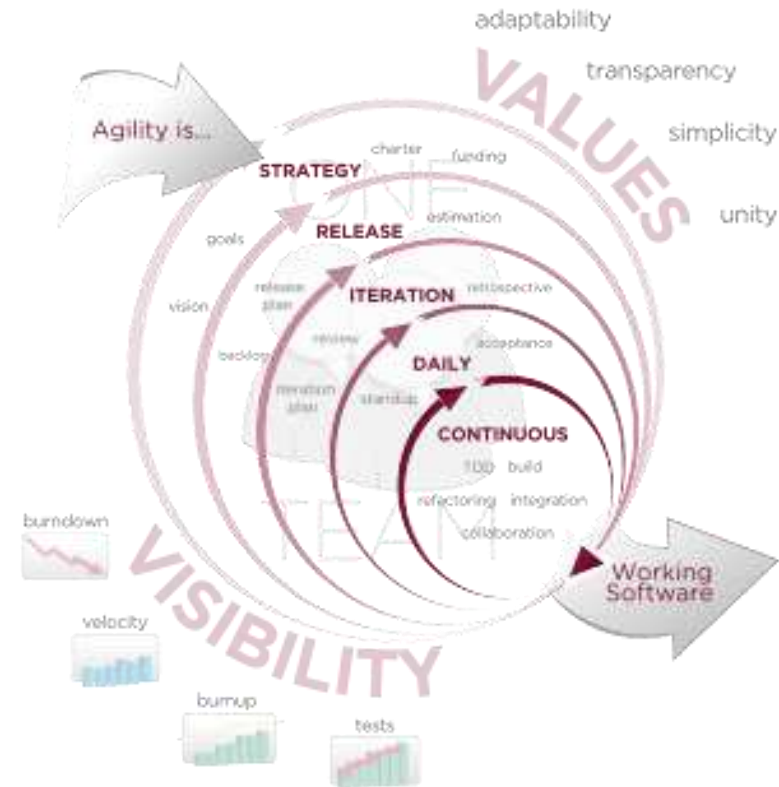 adaptability
VALUES
transparency
simplicity
unity
Agility is...
ONE
charter
funding
STRATEGY
estimation
goals
RELEASE
release
plan
ITERATION
retrospective
vision
review
acceptance
backlog
DAILY
iteration
plan
standup
CONTINUOUS
TDD
build
refactoring
integration
collaboration
TEAM
Working
Software
burndown
VISIBILITY
velocity
burnup
tests